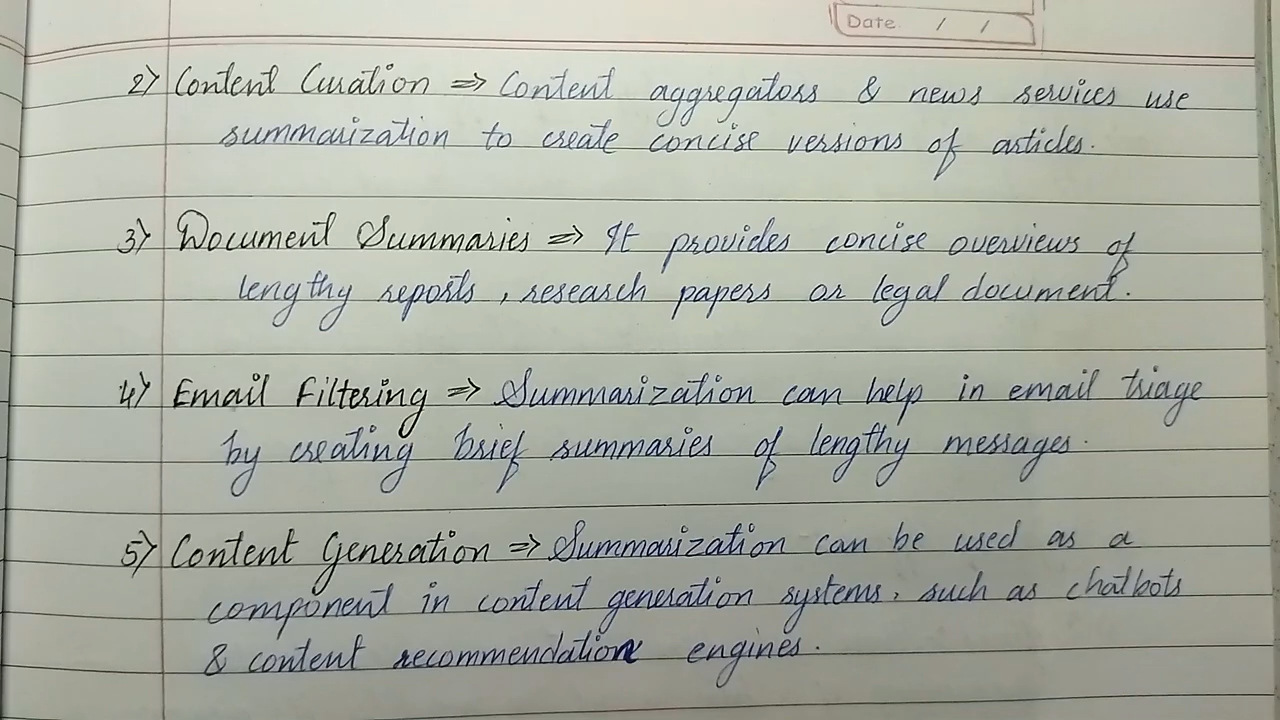 Date / /
2) Content Curation => Content aggregators & news services use
summarization to create concise versions of articles.
3) Document Summaries => It provides concise overviews of
lengthy reports, research papers or legal document.
4) Email Filtering => Summarization can help in email triage
by creating brief summaries of lengthy messages.
5) Content Generation => Summarization can be used as a
component in content generation systems, such as chatbots
& content recommendation engines.